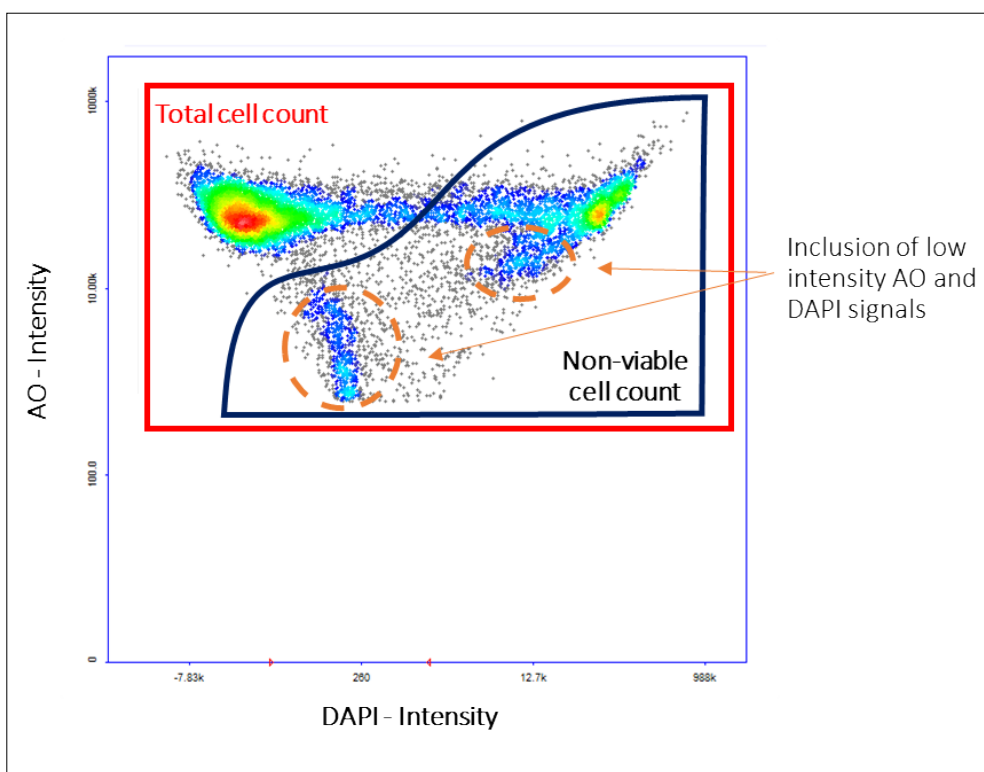 Total cell count
1000k
10.00k
100.0
0
AO - Intensity
Non-viable
cell count
Inclusion of low
intensity AO and
DAPI signals
-7.83k
260
12.7k
988k
DAPI - Intensity